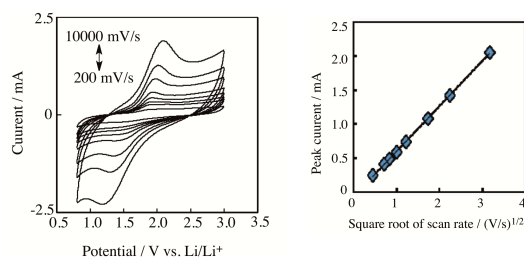 2.5
10000 mV/s
200 mV/s
0
-2.5
0.5 1.0 1.5 2.0 2.5 3.0 3.5
Cuurent / mA
Potential / V vs. Li/Li⁺
2.5
2.0
1.5
1.0
0.5
0
0 1 2 3 4
Peak cuurent / mA
Square root of scan rate / (V/s)¹/²